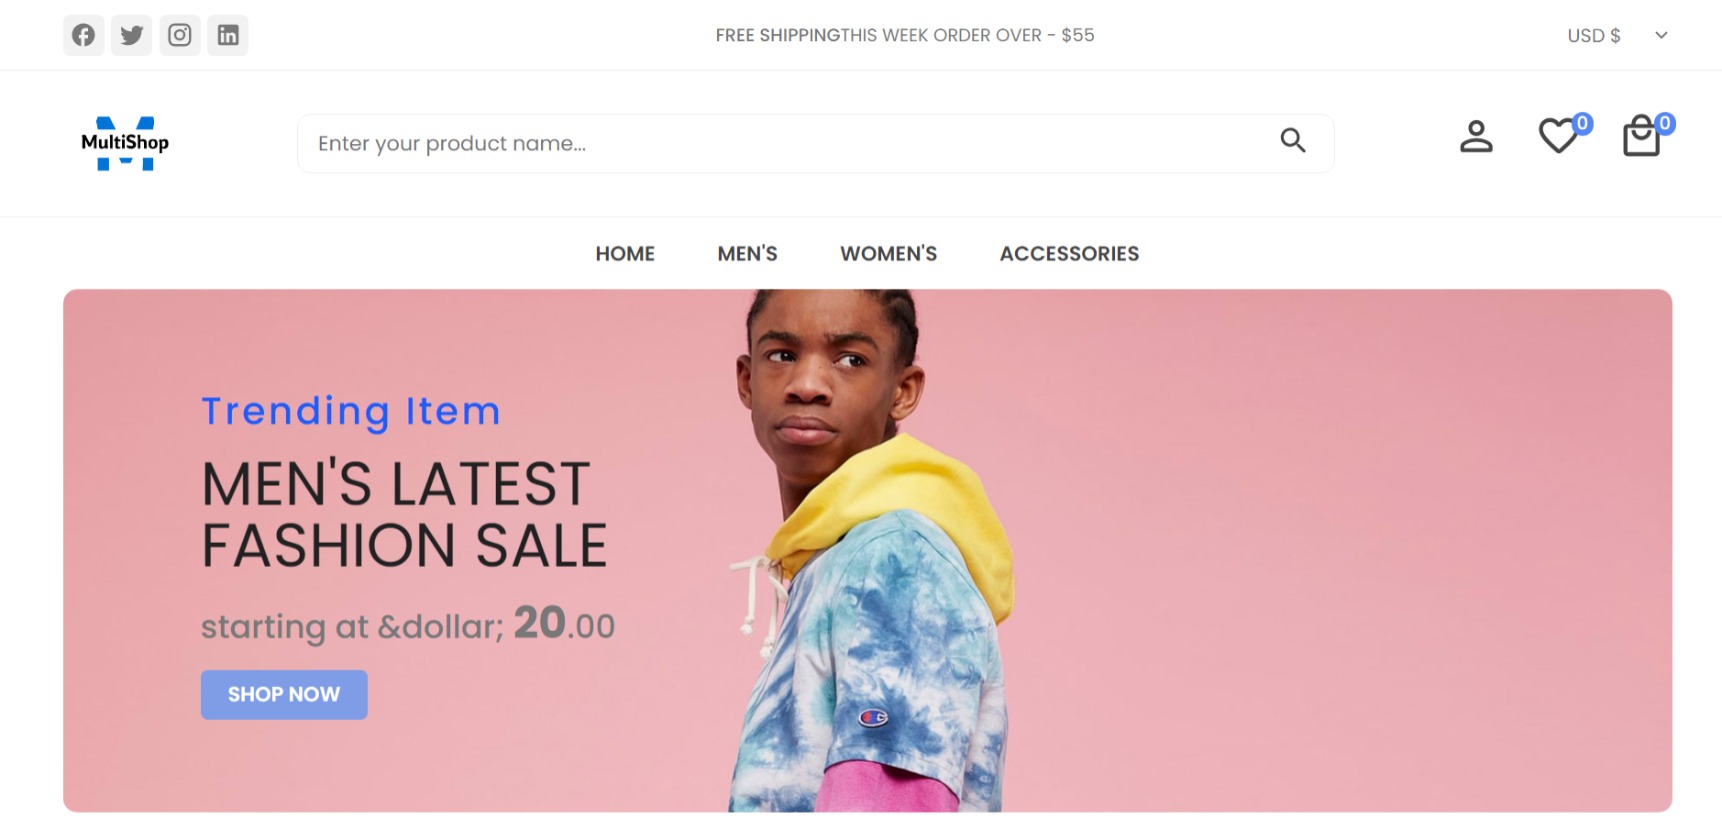 FREE SHIPPINGTHIS WEEK ORDER OVER - $55
USD $
MultiShop
Enter your product name...
0
0
HOME MEN'S WOMEN'S ACCESSORIES
Trending Item
MEN'S LATEST
FASHION SALE
starting at &dollar; 20.00
SHOP NOW